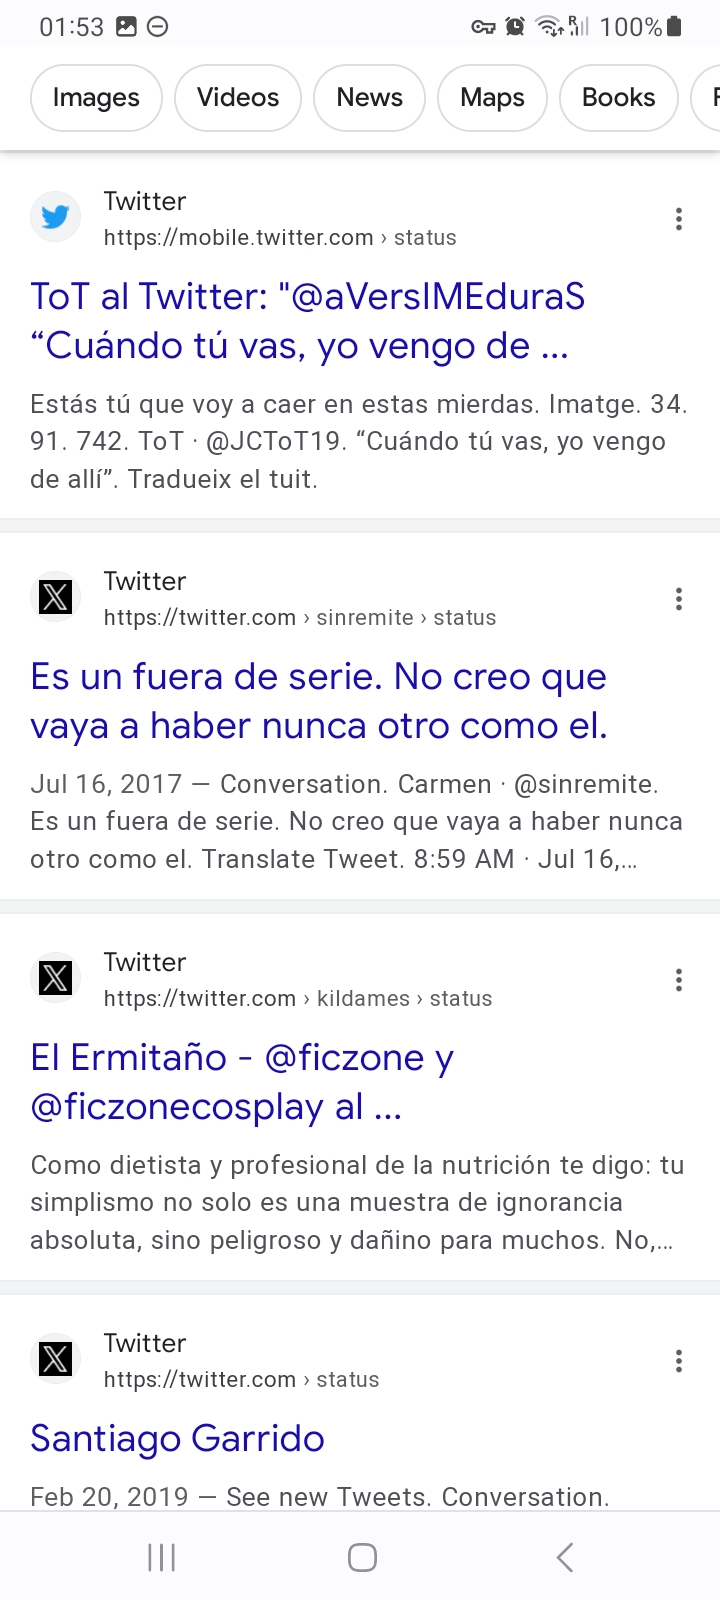 01:53 100%
Images Videos News Maps Books F
Twitter
https://mobile.twitter.com › status
ToT al Twitter: "@aVersIMEduraS
“Cuándo tú vas, yo vengo de ...
Estás tú que voy a caer en estas mierdas. Imatge. 34.
91. 742. ToT · @JCToT19. “Cuándo tú vas, yo vengo
de allí”. Tradueix el tuit.
Twitter
https://twitter.com › sinremite › status
Es un fuera de serie. No creo que
vaya a haber nunca otro como el.
Jul 16, 2017 — Conversation. Carmen · @sinremite.
Es un fuera de serie. No creo que vaya a haber nunca
otro como el. Translate Tweet. 8:59 AM · Jul 16,...
Twitter
https://twitter.com › kildames › status
El Ermitaño - @ficzone y
@ficzonecosplay al ...
Como dietista y profesional de la nutrición te digo: tu
simplismo no solo es una muestra de ignorancia
absoluta, sino peligroso y dañino para muchos. No,...
Twitter
https://twitter.com › status
Santiago Garrido
Feb 20, 2019 — See new Tweets. Conversation.